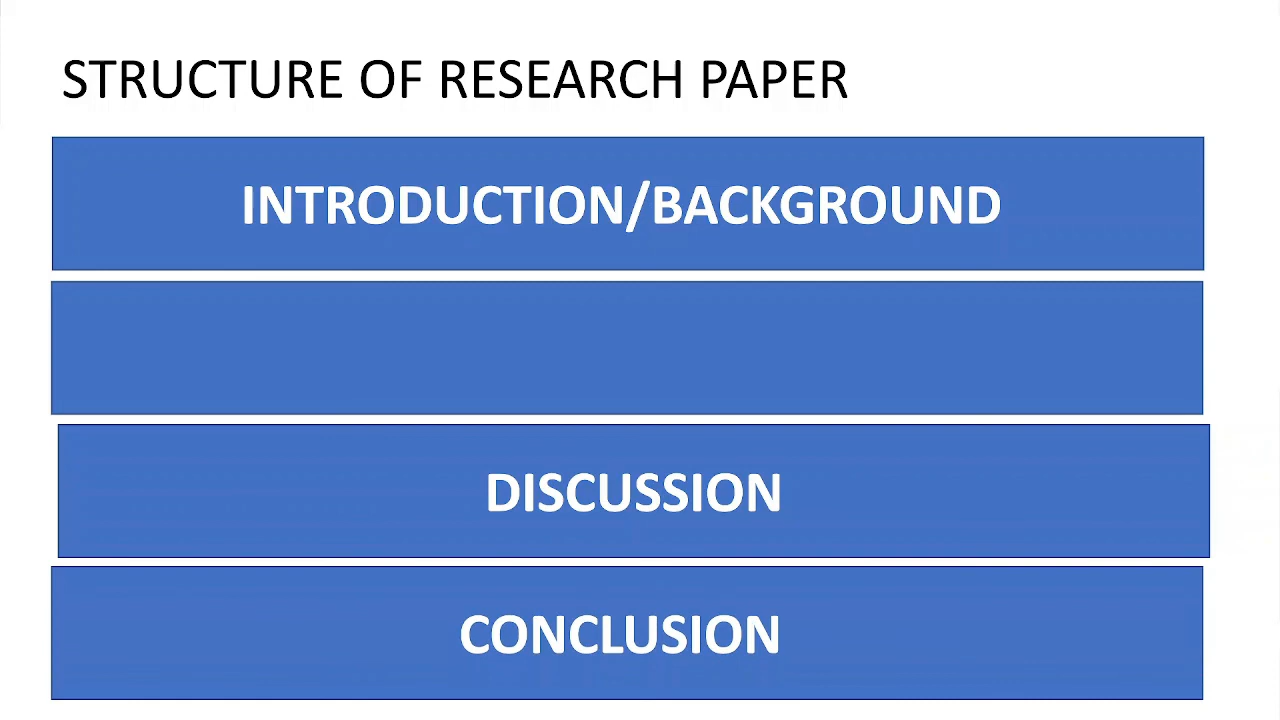 STRUCTURE OF RESEARCH PAPER
INTRODUCTION/BACKGROUND
DISCUSSION
CONCLUSION